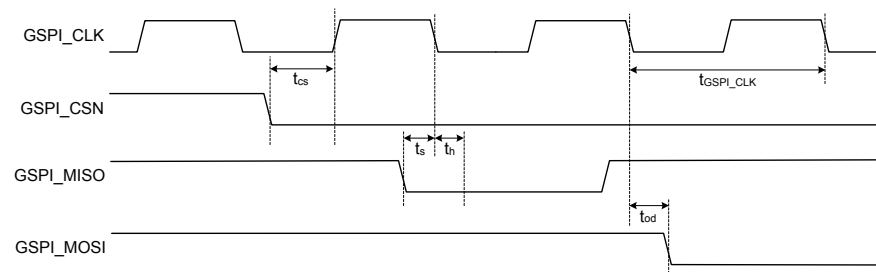 GSPI_CLK
tcs
tGSPI_CLK
GSPI_CSN
ts
th
GSPI_MISO
tod
GSPI_MOSI